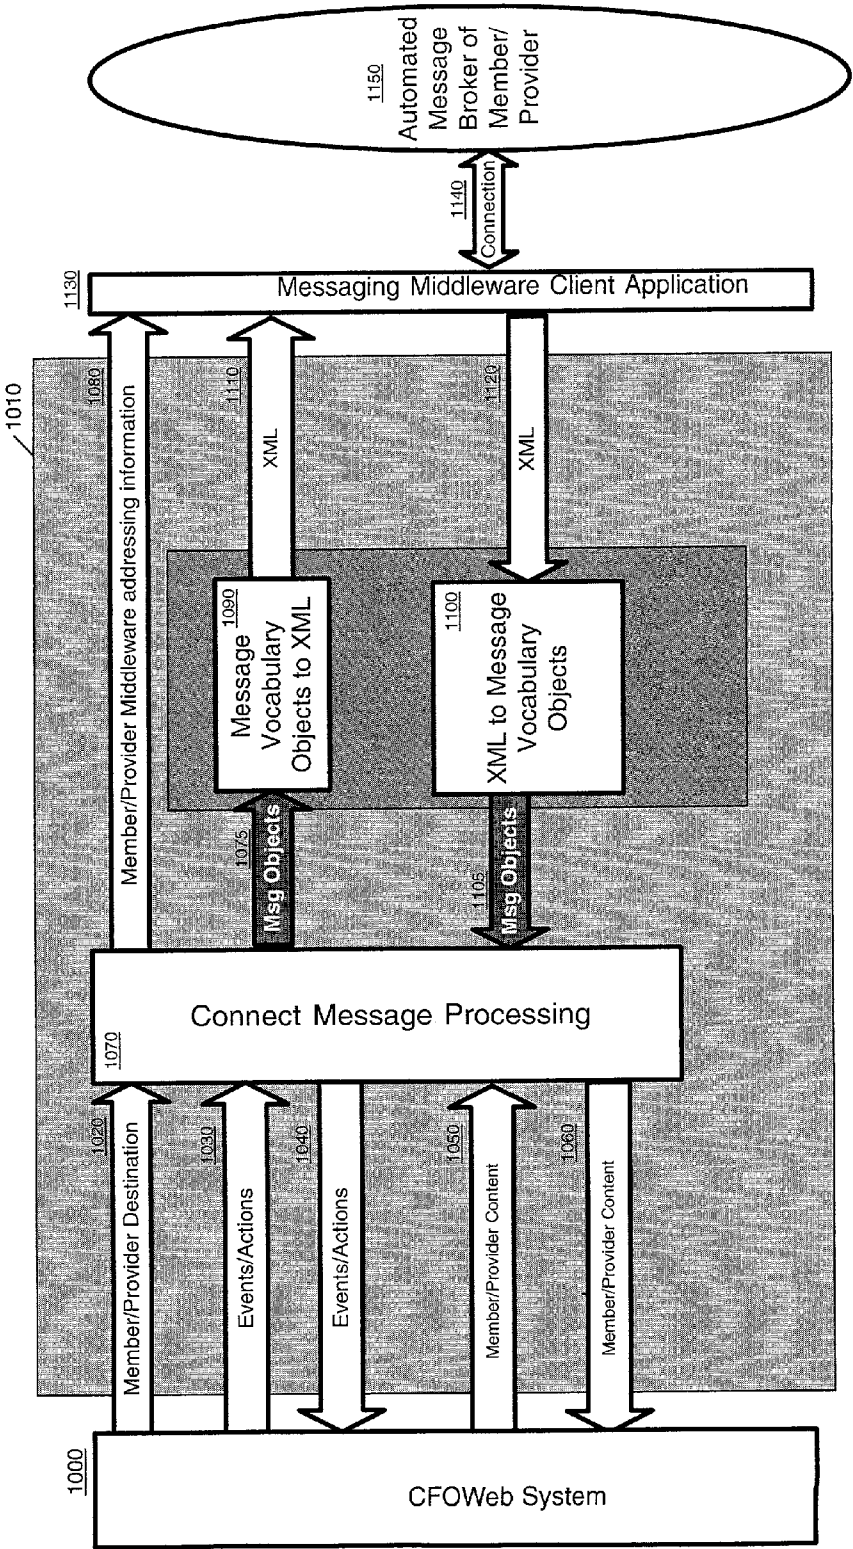 1000
CFOWeb System
1010
1020
Member/Provider Destination
1030
Events/Actions
1040
Events/Actions
1050
Member/Provider Content
1060
Member/Provider Content
1070
Connect Message Processing
1080
Member/Provider Middleware addressing information
1075
Msg Objects
1090
Message
Vocabulary
Objects to XML
1110
XML
1105
Msg Objects
1100
XML to Message
Vocabulary
Objects
1120
XML
1130
Messaging Middleware Client Application
1140
Connection
1150
Automated
Message
Broker of
Member/
Provider